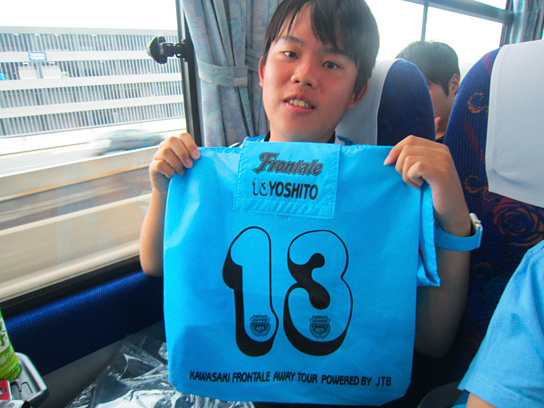 Frontale
13 YOSHITO
13
KAWASAKI FRONTALE AWAY TOUR POWERED BY JTB